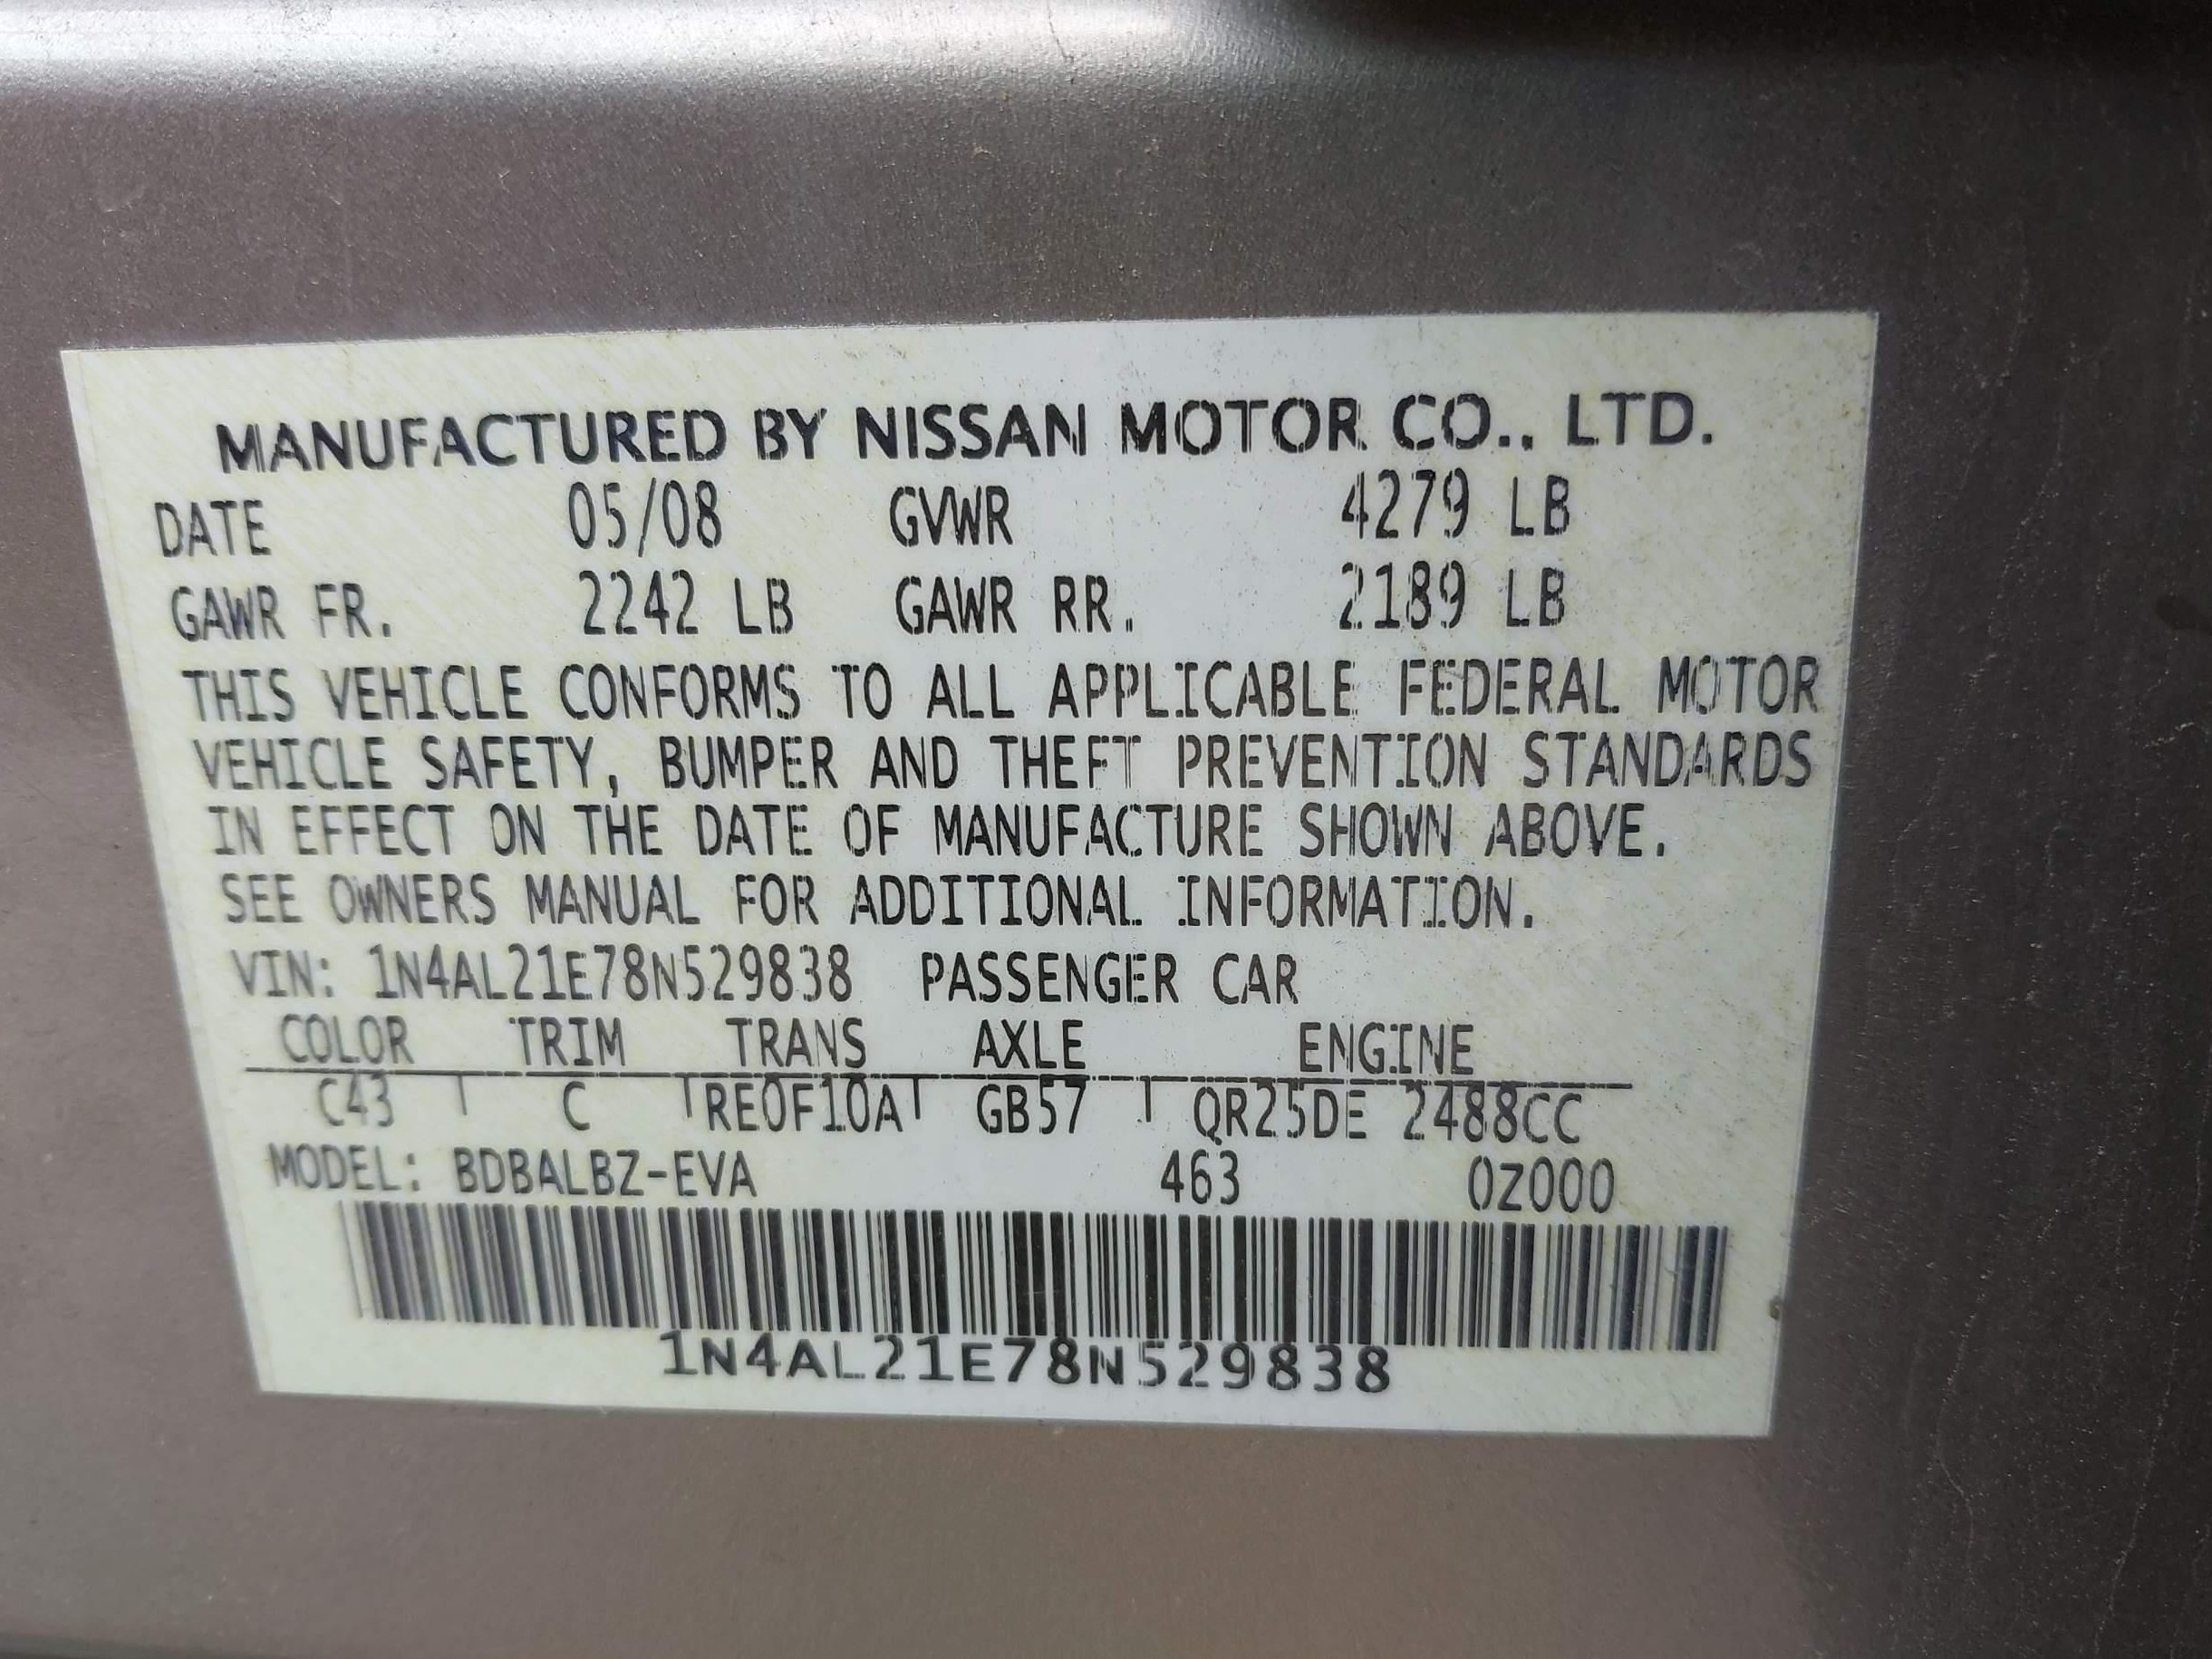 MANUFACTURED BY NISSAN MOTOR CO., LTD.
DATE 05/08 GVWR 4279 LB
GAWR FR. 2242 LB GAWR RR. 2189 LB
THIS VEHICLE CONFORMS TO ALL APPLICABLE FEDERAL MOTOR
VEHICLE SAFETY, BUMPER AND THEFT PREVENTION STANDARDS
IN EFFECT ON THE DATE OF MANUFACTURE SHOWN ABOVE.
SEE OWNERS MANUAL FOR ADDITIONAL INFORMATION.
VIN: 1N4AL21E78N529838 PASSENGER CAR
COLOR TRIM TRANS AXLE ENGINE
C43 C RE0F10A GB57 QR25DE 2488CC
MODEL: BDBALBZ-EVA 463 0Z000
1N4AL21E78N529838